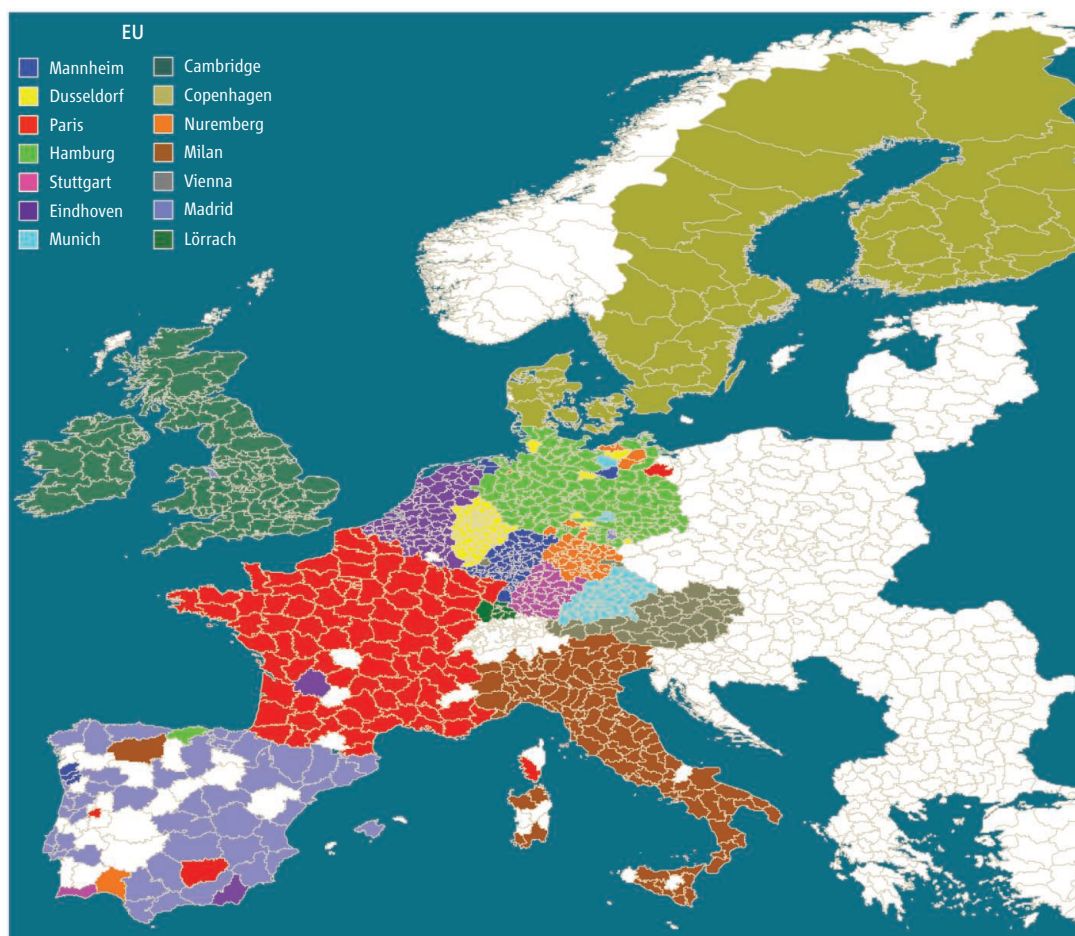 EU
Mannheim
Dusseldorf
Paris
Hamburg
Stuttgart
Eindhoven
Munich
Cambridge
Copenhagen
Nuremberg
Milan
Vienna
Madrid
Lörrach